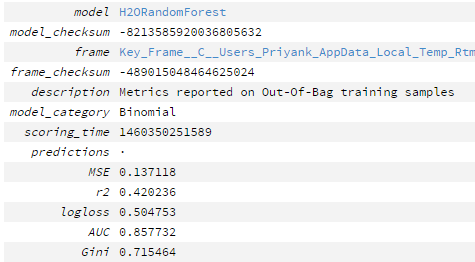 model H2ORandomForest
model_checksum -8213585920036805632
frame Key_Frame__C__Users_Priyank_AppData_Local_Temp_Rtm
frame_checksum -489015048464625024
description Metrics reported on Out-Of-Bag training samples
model_category Binomial
scoring_time 1460350251589
predictions ·
MSE 0.137118
r2 0.420236
logloss 0.504753
AUC 0.857732
Gini 0.715464